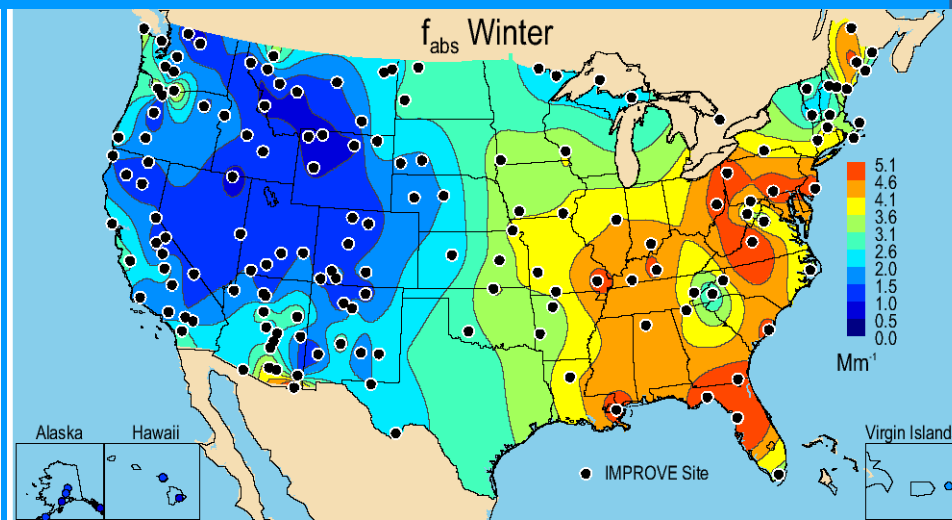 f_abs Winter
5.1
4.6
4.1
3.6
3.1
2.6
2.0
1.5
1.0
0.5
0.0
Mm⁻¹
Alaska
Hawaii
IMPROVE Site
Virgin Island